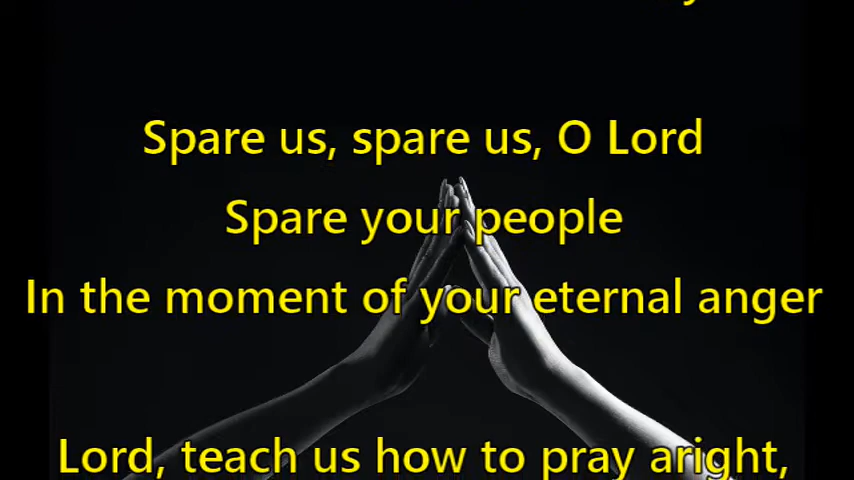 Spare us, spare us, O Lord
Spare your people
In the moment of your eternal anger
Lord, teach us how to pray aright,